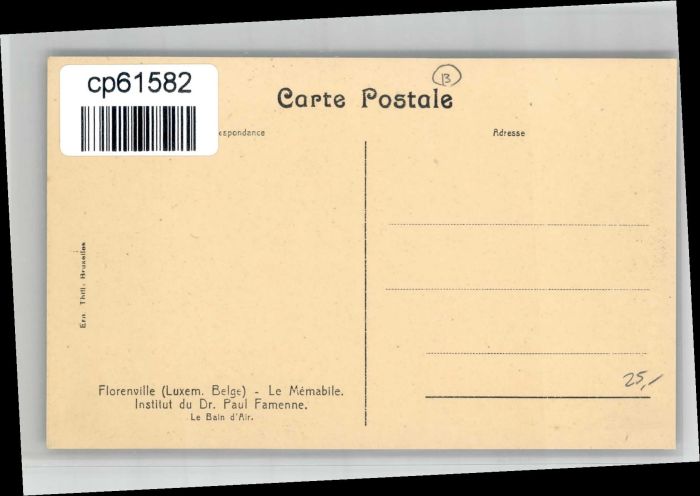 cp61582
B
Carte Postale
espondance
Adresse
Ern. Thill, Bruxelles
25,-
Florenville (Luxem. Belge) - Le Mémabile.
Institut du Dr. Paul Famenne.
Le Bain d'Air.